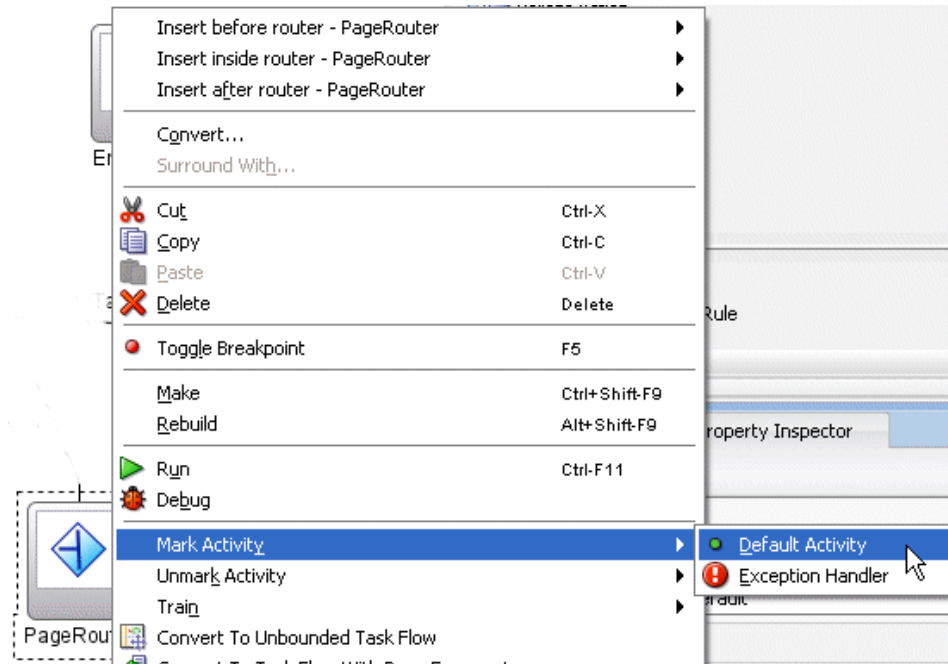 Insert before router - PageRouter
Insert inside router - PageRouter
Insert after router - PageRouter
Convert...
Surround With...
Cut Ctrl-X
Copy Ctrl-C
Paste Ctrl-V
Delete Delete
Rule
Toggle Breakpoint F5
Make Ctrl+Shift-F9
Rebuild Alt+Shift-F9
roperty Inspector
Run Ctrl-F11
Debug
Mark Activity
Default Activity
Unmark Activity
Exception Handler
Train
PageRou
Convert To Unbounded Task Flow